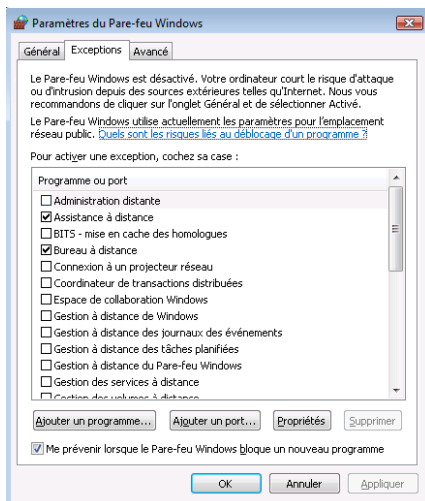 Paramètres du Pare-feu Windows
Général Exceptions Avancé
Le Pare-feu Windows est désactivé. Votre ordinateur court le risque d'attaque
ou d'intrusion depuis des sources extérieures telles qu'Internet. Nous vous
recommandons de cliquer sur l'onglet Général et de sélectionner Activé.
Le Pare-feu Windows utilise actuellement les paramètres pour l'emplacement
réseau public. Quels sont les risques liés au déblocage d'un programme ?
Pour activer une exception, cochez sa case :
Programme ou port
Administration distante
Assistance à distance
BITS - mise en cache des homologues
Bureau à distance
Connexion à un projecteur réseau
Coordinateur de transactions distribuées
Espace de collaboration Windows
Gestion à distance de Windows
Gestion à distance des journaux des événements
Gestion à distance des tâches planifiées
Gestion à distance du Pare-feu Windows
Gestion des services à distance
Gestion des volumes à distance
Ajouter un programme... Ajouter un port... Propriétés Supprimer
Me prévenir lorsque le Pare-feu Windows bloque un nouveau programme
OK Annuler Appliquer